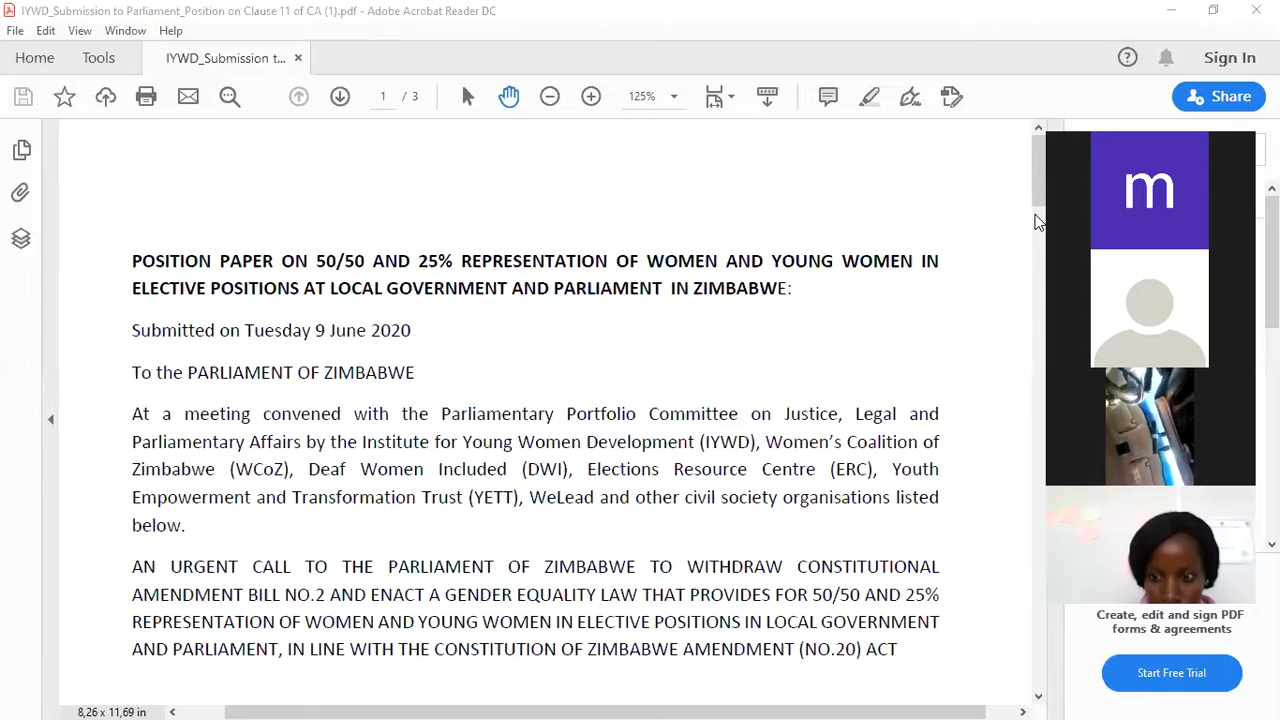 IYWD_Submission to Parliament_Position on Clause 11 of CA (1).pdf - Adobe Acrobat Reader DC
File Edit View Window Help
Home Tools IYWD_Submission t... × Sign In
1 / 3 125% Share
POSITION PAPER ON 50/50 AND 25% REPRESENTATION OF WOMEN AND YOUNG WOMEN IN
ELECTIVE POSITIONS AT LOCAL GOVERNMENT AND PARLIAMENT IN ZIMBABWE:
Submitted on Tuesday 9 June 2020
To the PARLIAMENT OF ZIMBABWE
At a meeting convened with the Parliamentary Portfolio Committee on Justice, Legal and
Parliamentary Affairs by the Institute for Young Women Development (IYWD), Women's Coalition of
Zimbabwe (WCoZ), Deaf Women Included (DWI), Elections Resource Centre (ERC), Youth
Empowerment and Transformation Trust (YETT), WeLead and other civil society organisations listed
below.
AN URGENT CALL TO THE PARLIAMENT OF ZIMBABWE TO WITHDRAW CONSTITUTIONAL
AMENDMENT BILL NO.2 AND ENACT A GENDER EQUALITY LAW THAT PROVIDES FOR 50/50 AND 25%
REPRESENTATION OF WOMEN AND YOUNG WOMEN IN ELECTIVE POSITIONS IN LOCAL GOVERNMENT
AND PARLIAMENT, IN LINE WITH THE CONSTITUTION OF ZIMBABWE AMENDMENT (NO.20) ACT
8,26 x 11,69 in
m
Create, edit and sign PDF
forms & agreements
Start Free Trial